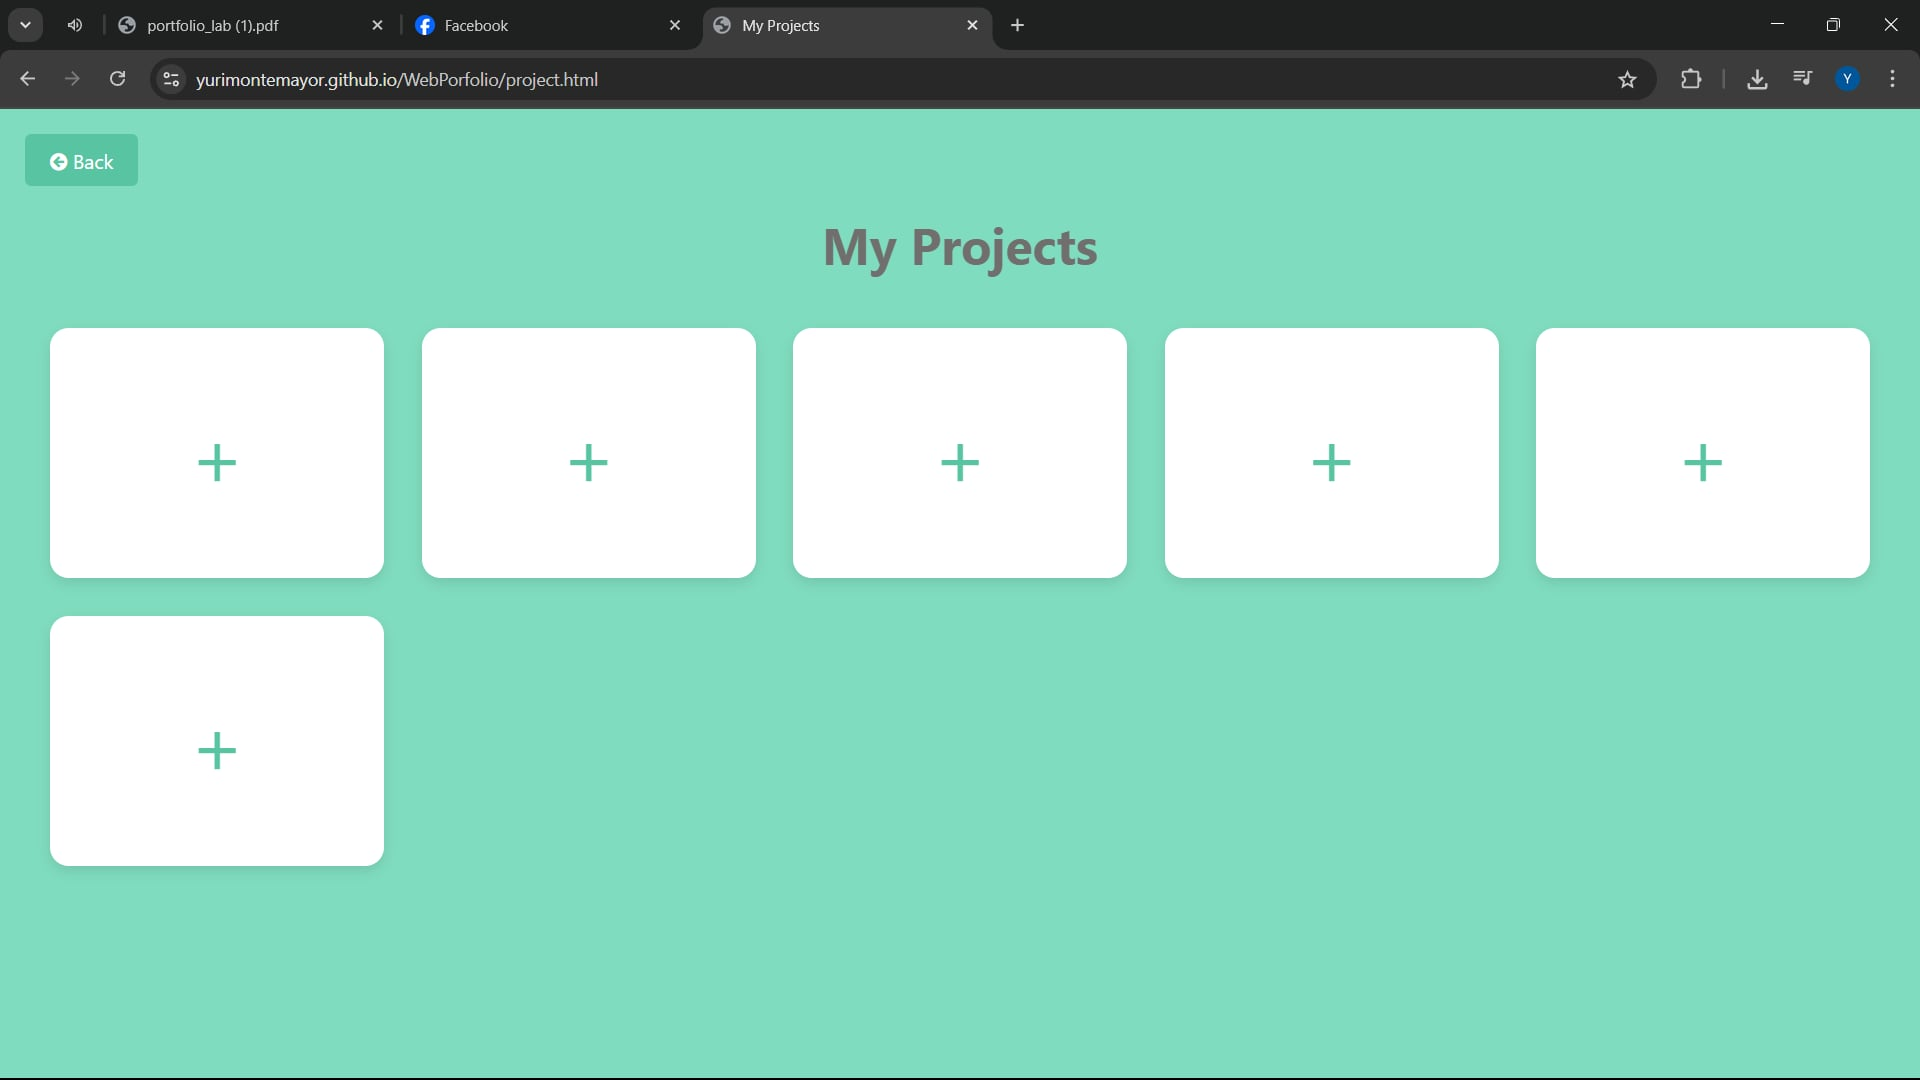 portfolio_lab (1).pdf
Facebook
My Projects
yurimontemayor.github.io/WebPorfolio/project.html
Y
Back
My Projects
+
+
+
+
+
+